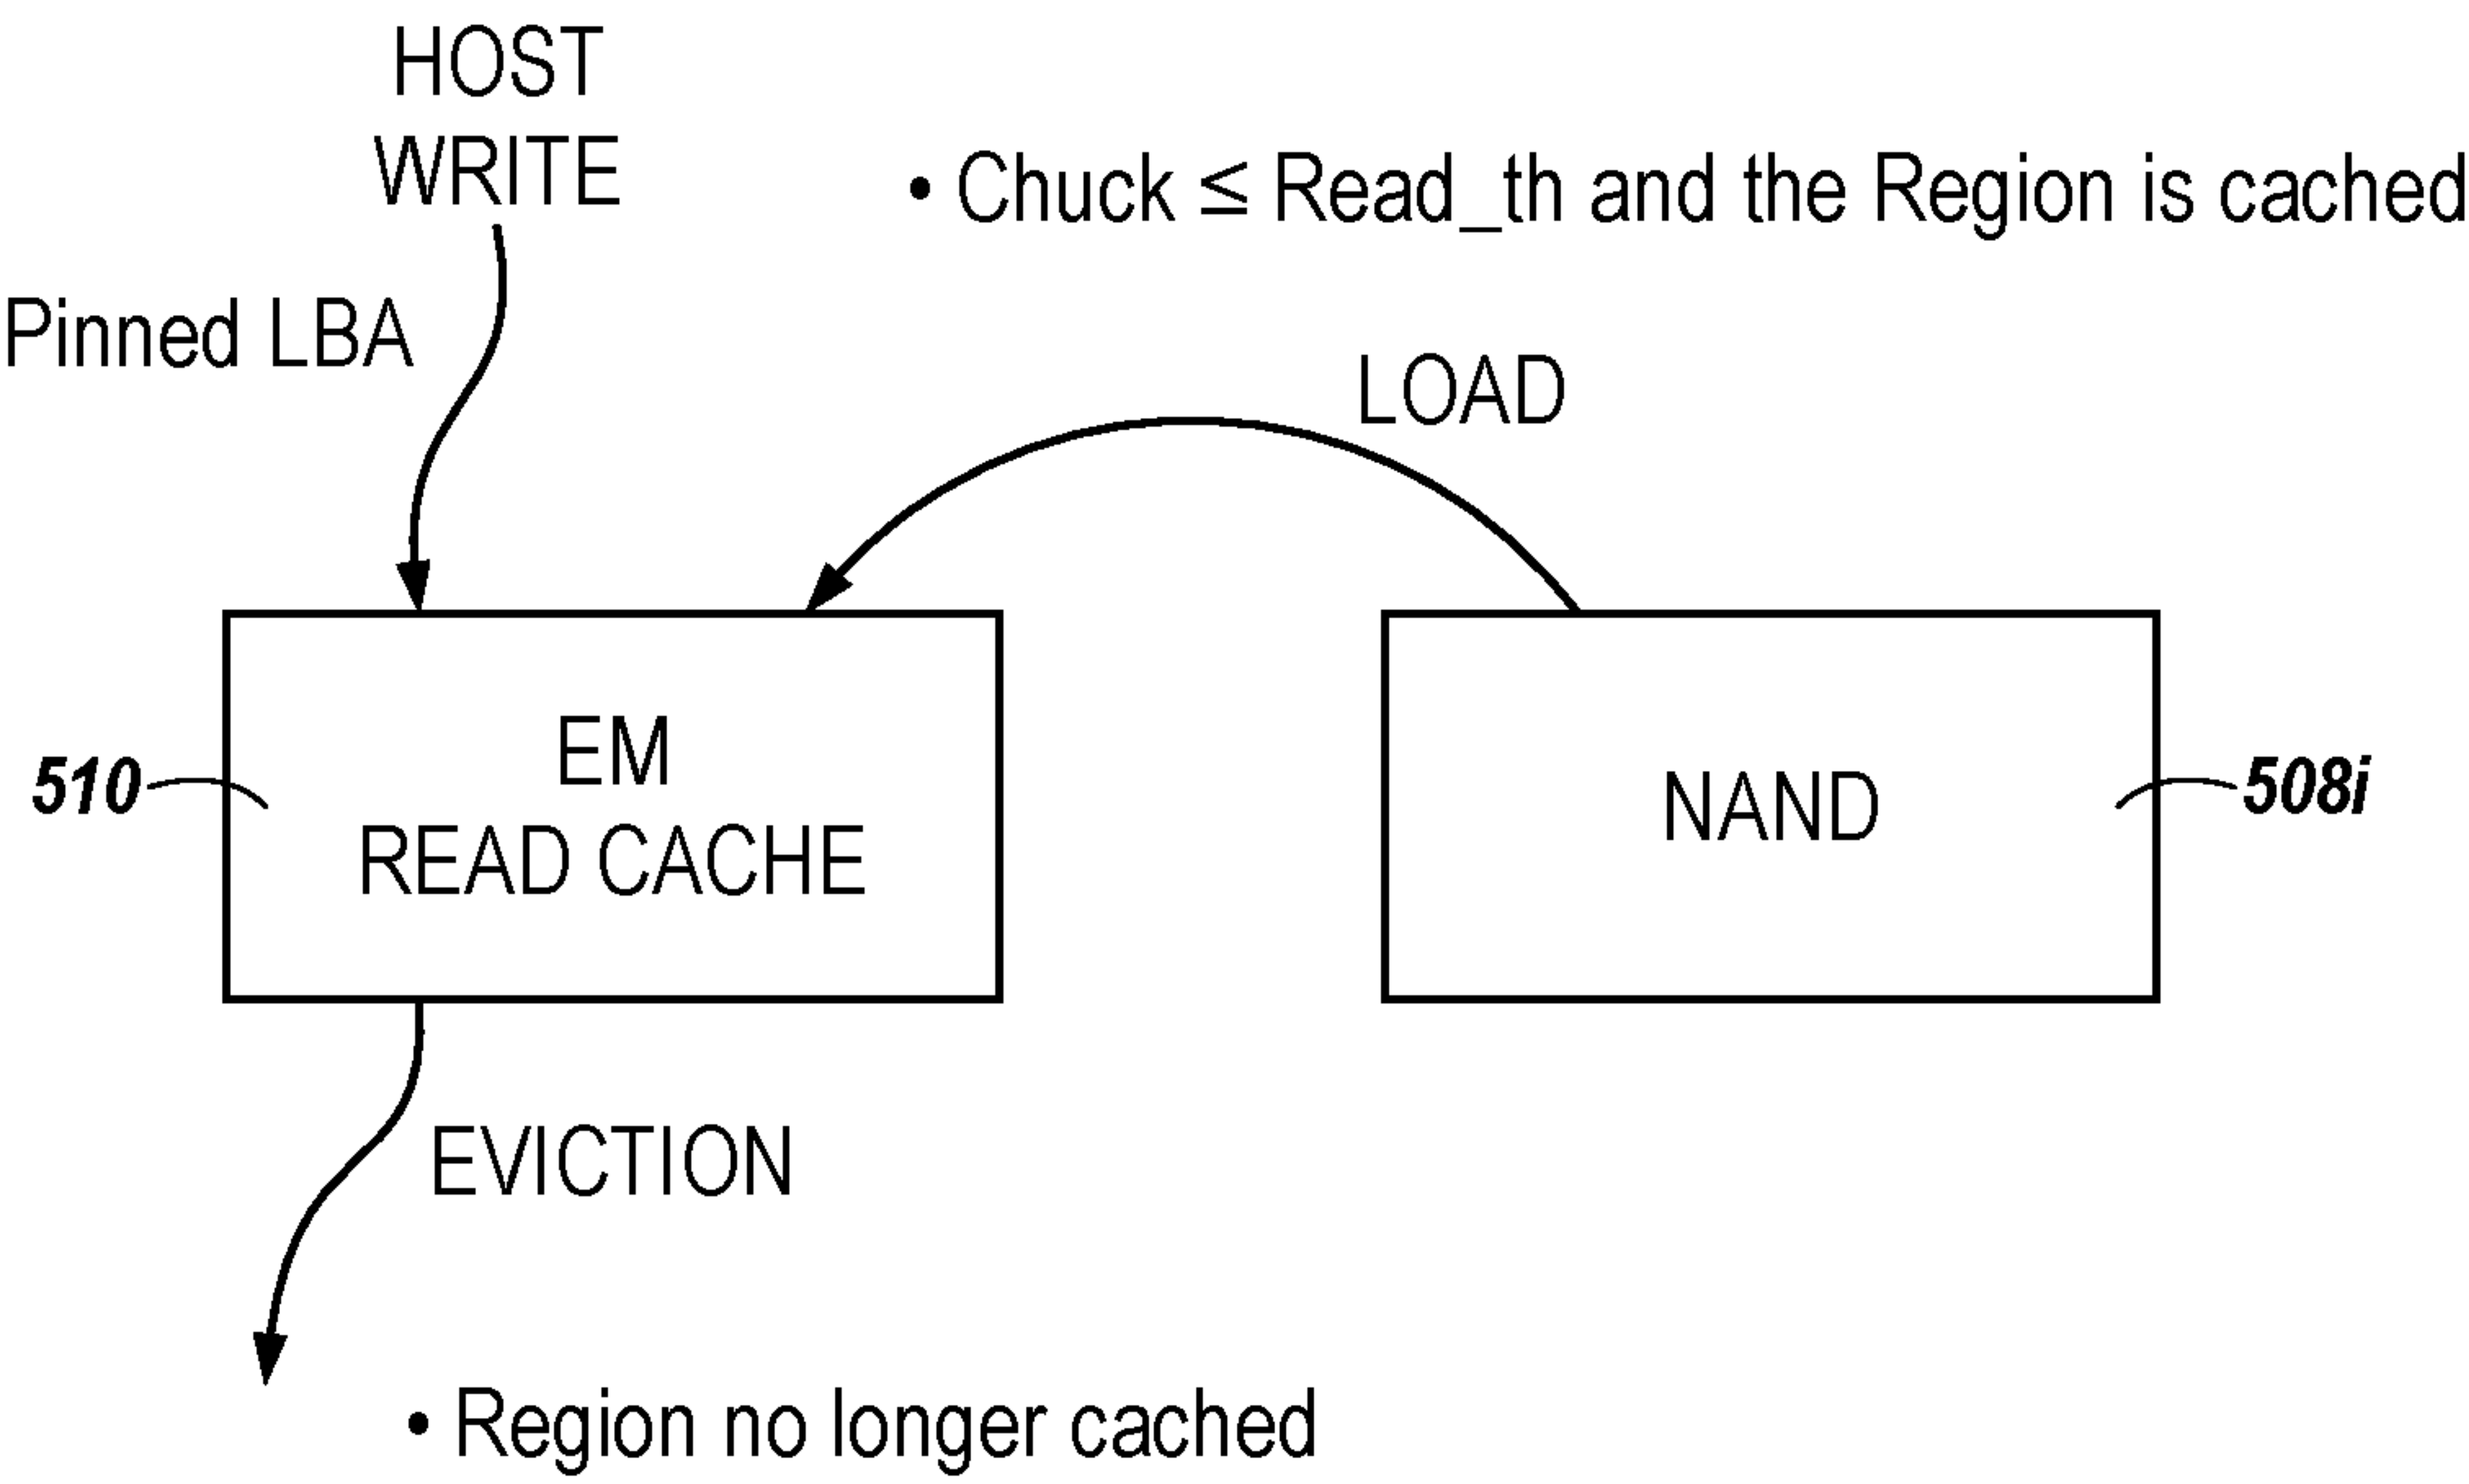 HOST
WRITE
• Chuck ≤ Read_th and the Region is cached
Pinned LBA
LOAD
EM
READ CACHE
510
NAND
508i
EVICTION
• Region no longer cached